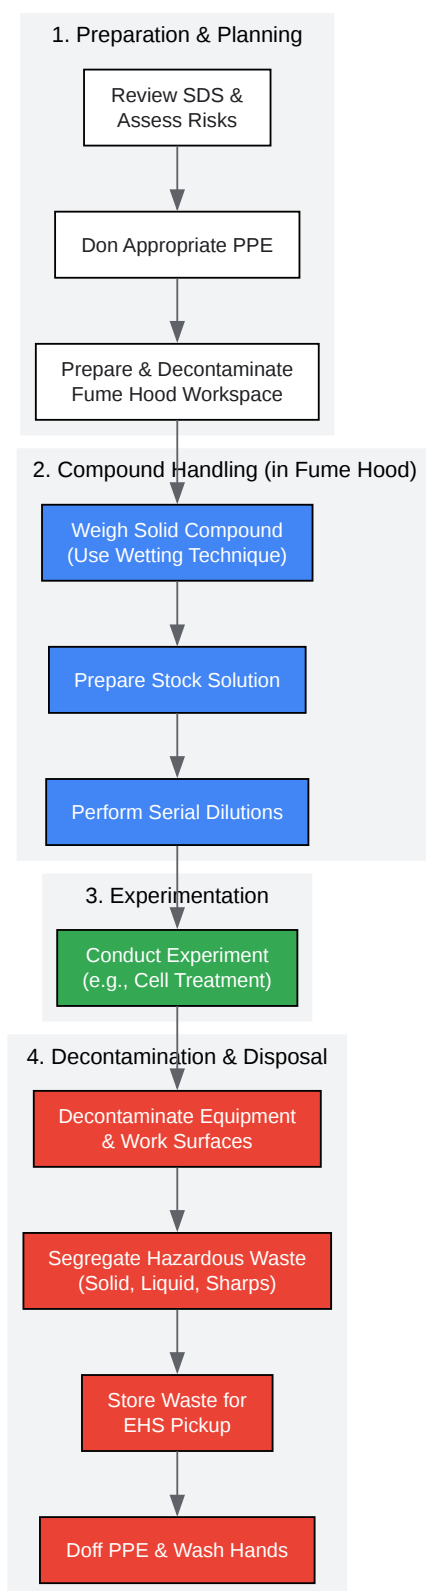 1. Preparation & Planning
Review SDS &
Assess Risks
Don Appropriate PPE
Prepare & Decontaminate
Fume Hood Workspace
2. Compound Handling (in Fume Hood)
Weigh Solid Compound
(Use Wetting Technique)
Prepare Stock Solution
Perform Serial Dilutions
3. Experimentation
Conduct Experiment
(e.g., Cell Treatment)
4. Decontamination & Disposal
Decontaminate Equipment
& Work Surfaces
Segregate Hazardous Waste
(Solid, Liquid, Sharps)
Store Waste for
EHS Pickup
Doff PPE & Wash Hands